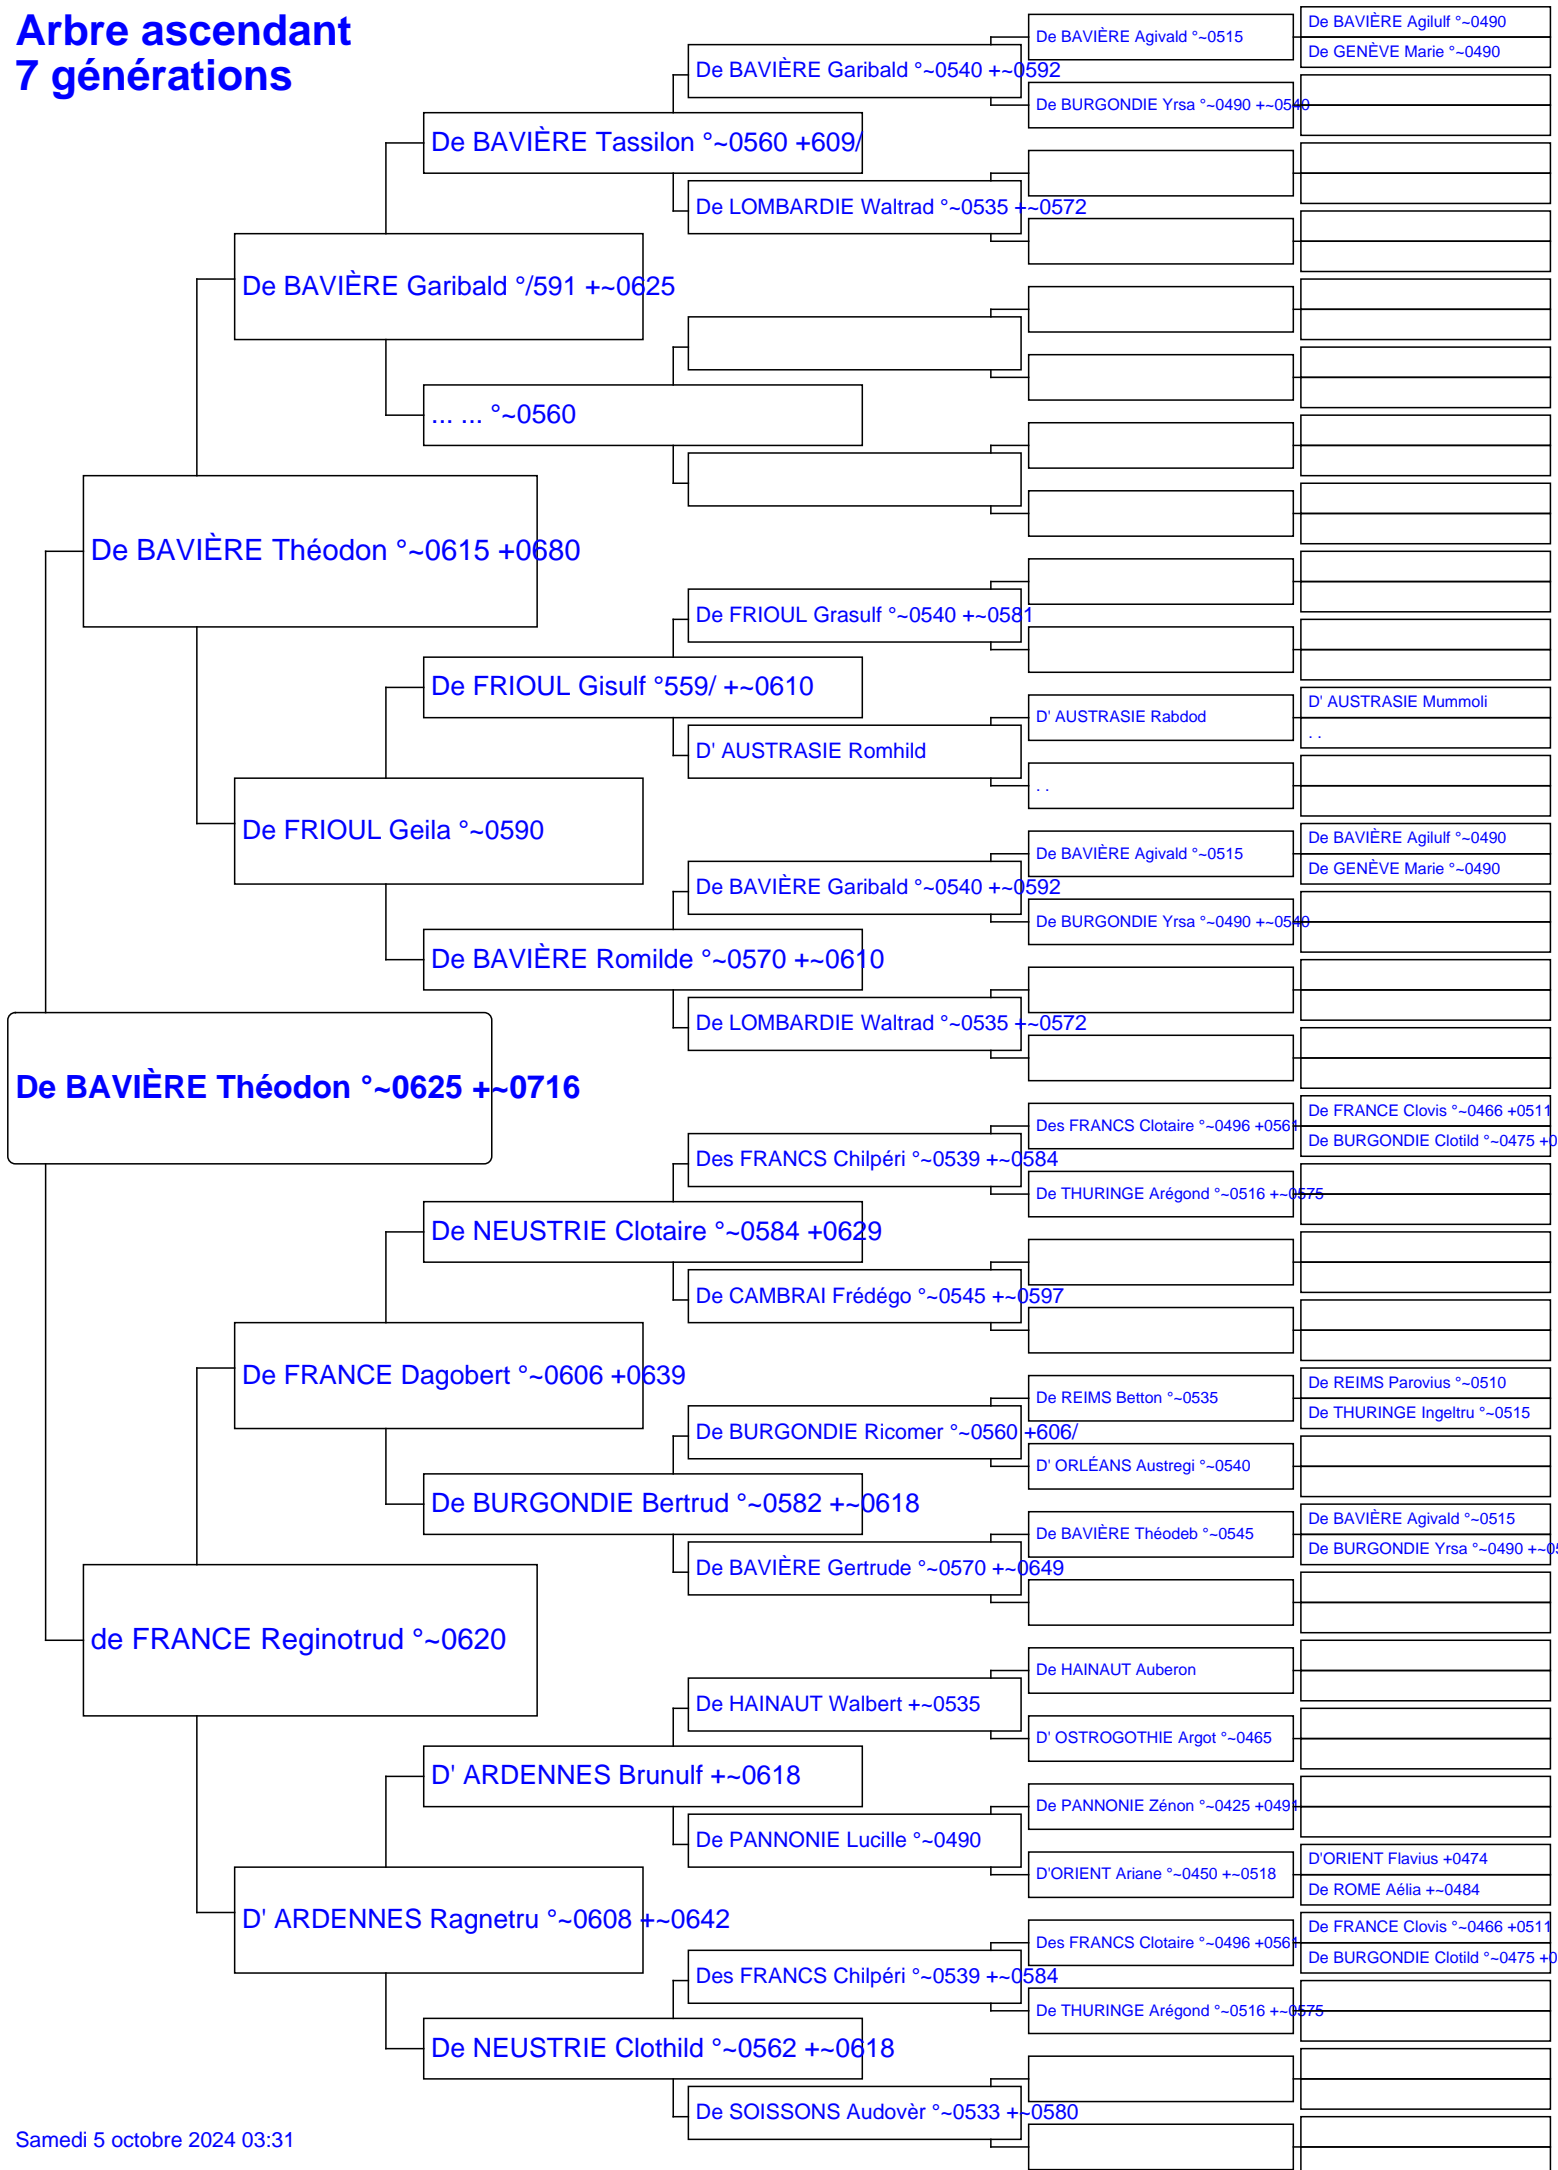 Arbre ascendant
7 générations
De BAVIÈRE Agilulf °~0490
De BAVIÈRE Agivald °~0515
De GENÈVE Marie °~0490
De BAVIÈRE Garibald °~0540 +~0592
De BURGONDIE Yrsa °~0490 +~0540
De BAVIÈRE Tassilon °~0560 +609/
De LOMBARDIE Waltrad °~0535 +~0572
De BAVIÈRE Garibald °/591 +~0625
... ... °~0560
De BAVIÈRE Théodon °~0615 +0680
De FRIOUL Grasulf °~0540 +~0581
De FRIOUL Gisulf °559/ +~0610
D' AUSTRASIE Mummoli
D' AUSTRASIE Rabdod
. .
D' AUSTRASIE Romhild
. .
De FRIOUL Geila °~0590
De BAVIÈRE Agilulf °~0490
De BAVIÈRE Agivald °~0515
De GENÈVE Marie °~0490
De BAVIÈRE Garibald °~0540 +~0592
De BURGONDIE Yrsa °~0490 +~0540
De BAVIÈRE Romilde °~0570 +~0610
De LOMBARDIE Waltrad °~0535 +~0572
De BAVIÈRE Théodon °~0625 +~0716
De FRANCE Clovis °~0466 +0511
Des FRANCS Clotaire °~0496 +0561
De BURGONDIE Clotild °~0475 +0
Des FRANCS Chilpéri °~0539 +~0584
De THURINGE Arégond °~0516 +~0575
De NEUSTRIE Clotaire °~0584 +0629
De CAMBRAI Frédégo °~0545 +~0597
De FRANCE Dagobert °~0606 +0639
De REIMS Parovius °~0510
De REIMS Betton °~0535
De THURINGE Ingeltru °~0515
De BURGONDIE Ricomer °~0560 +606/
D' ORLÉANS Austregi °~0540
De BURGONDIE Bertrud °~0582 +~0618
De BAVIÈRE Agivald °~0515
De BAVIÈRE Théodeb °~0545
De BURGONDIE Yrsa °~0490 +~05
De BAVIÈRE Gertrude °~0570 +~0649
de FRANCE Reginotrud °~0620
De HAINAUT Auberon
De HAINAUT Walbert +~0535
D' OSTROGOTHIE Argot °~0465
D' ARDENNES Brunulf +~0618
De PANNONIE Zénon °~0425 +0491
De PANNONIE Lucille °~0490
D'ORIENT Flavius +0474
D'ORIENT Ariane °~0450 +~0518
De ROME Aélia +~0484
D' ARDENNES Ragnetru °~0608 +~0642
De FRANCE Clovis °~0466 +0511
Des FRANCS Clotaire °~0496 +0561
De BURGONDIE Clotild °~0475 +0
Des FRANCS Chilpéri °~0539 +~0584
De THURINGE Arégond °~0516 +~0575
De NEUSTRIE Clothild °~0562 +~0618
De SOISSONS Audovèr °~0533 +~0580
Samedi 5 octobre 2024 03:31